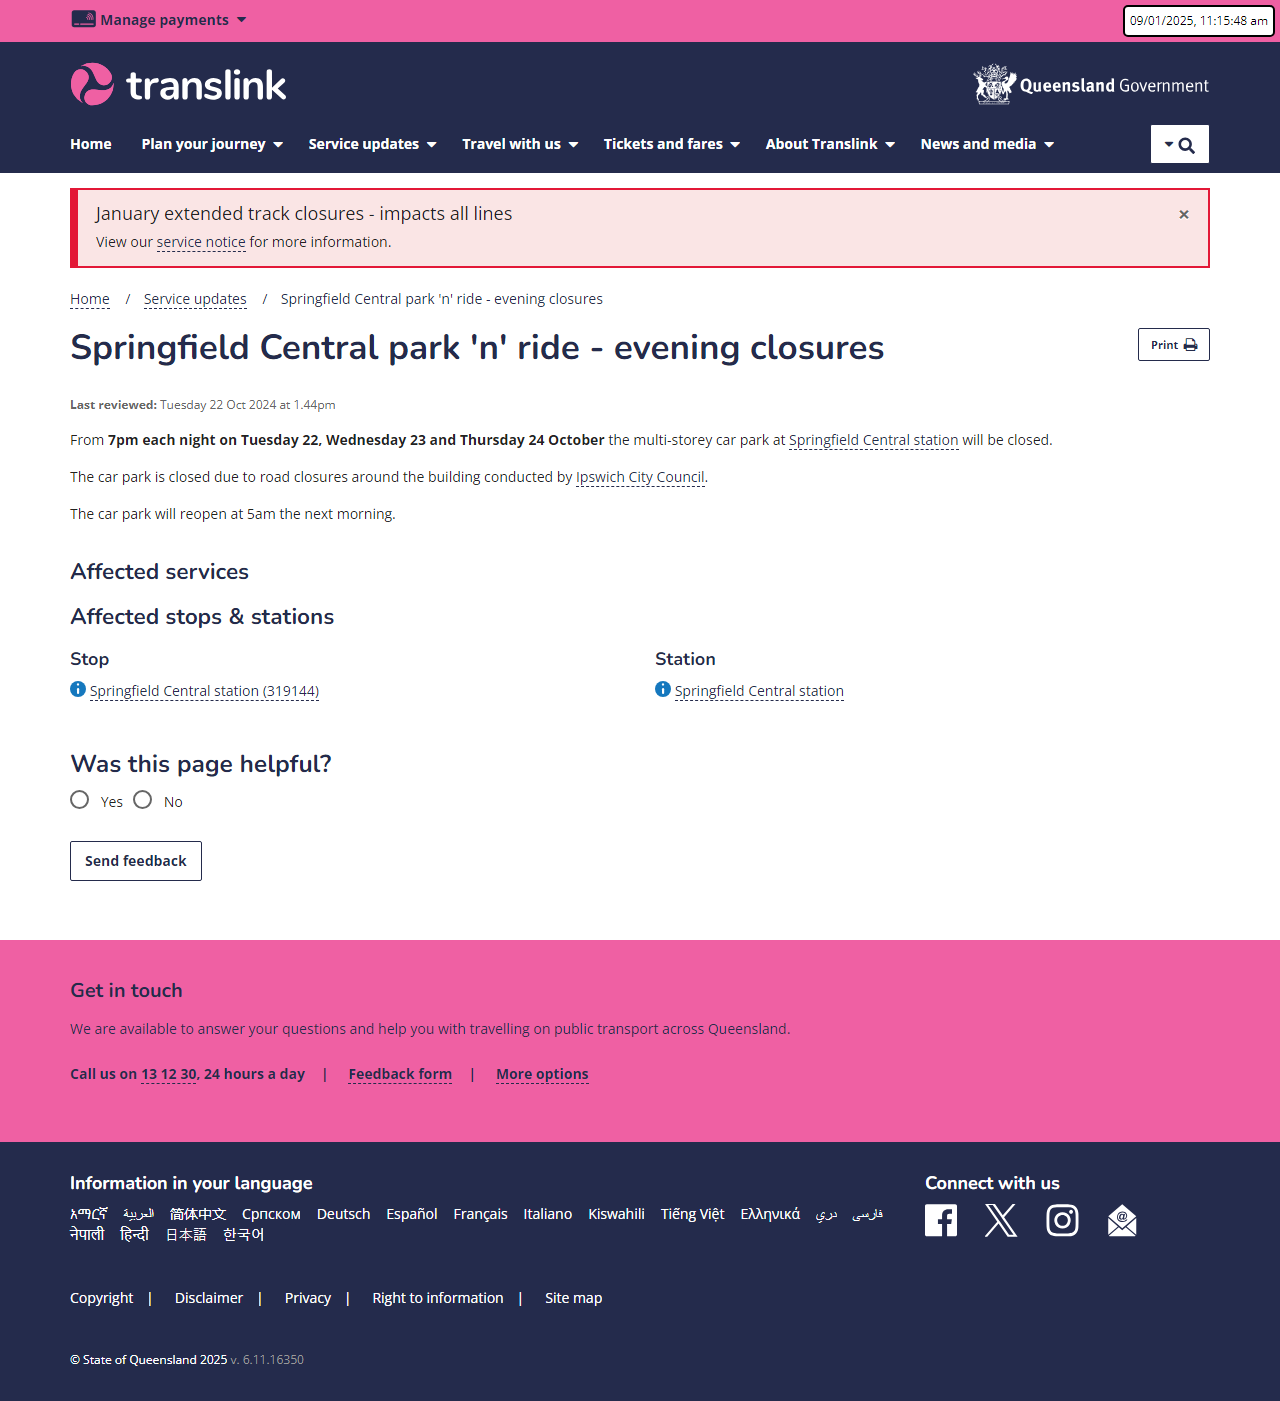 Manage payments
09/01/2025, 11:15:48 am
translink
Queensland Government
Home Plan your journey Service updates Travel with us Tickets and fares About Translink News and media
January extended track closures - impacts all lines ×
View our service notice for more information.
Home / Service updates / Springfield Central park 'n' ride - evening closures
Springfield Central park 'n' ride - evening closures
Print
Last reviewed: Tuesday 22 Oct 2024 at 1.44pm
From 7pm each night on Tuesday 22, Wednesday 23 and Thursday 24 October the multi-storey car park at Springfield Central station will be closed.
The car park is closed due to road closures around the building conducted by Ipswich City Council.
The car park will reopen at 5am the next morning.
Affected services
Affected stops & stations
Stop
Springfield Central station (319144)
Station
Springfield Central station
Was this page helpful?
Yes No
Send feedback
Get in touch
We are available to answer your questions and help you with travelling on public transport across Queensland.
Call us on 13 12 30, 24 hours a day | Feedback form | More options
Information in your language
አማርኛ العربية 简体中文 Српском Deutsch Español Français Italiano Kiswahili Tiếng Việt Ελληνικά دري فارسی
नेपाली हिन्दी 日本語 한국어
Connect with us
Copyright | Disclaimer | Privacy | Right to information | Site map
© State of Queensland 2025 v. 6.11.16350